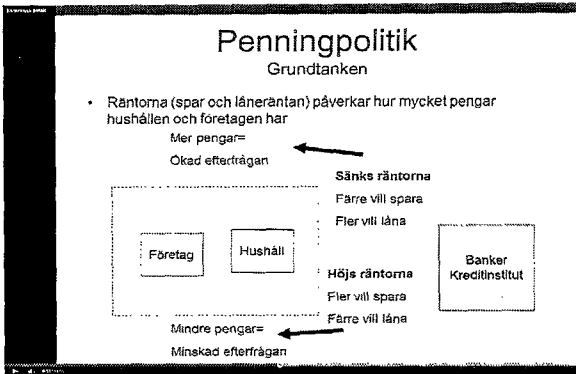 Penningpolitik
Grundtanken
• Räntorna (spar och låneräntan) påverkar hur mycket pengar
hushållen och företagen har
Mer pengar=
Ökad efterfrågan
Sänks räntorna
Färre vill spara
Fler vill låna
Företag
Hushåll
Banker
Kreditinstitut
Höjs räntorna
Fler vill spara
Färre vill låna
Mindre pengar=
Minskad efterfrågan